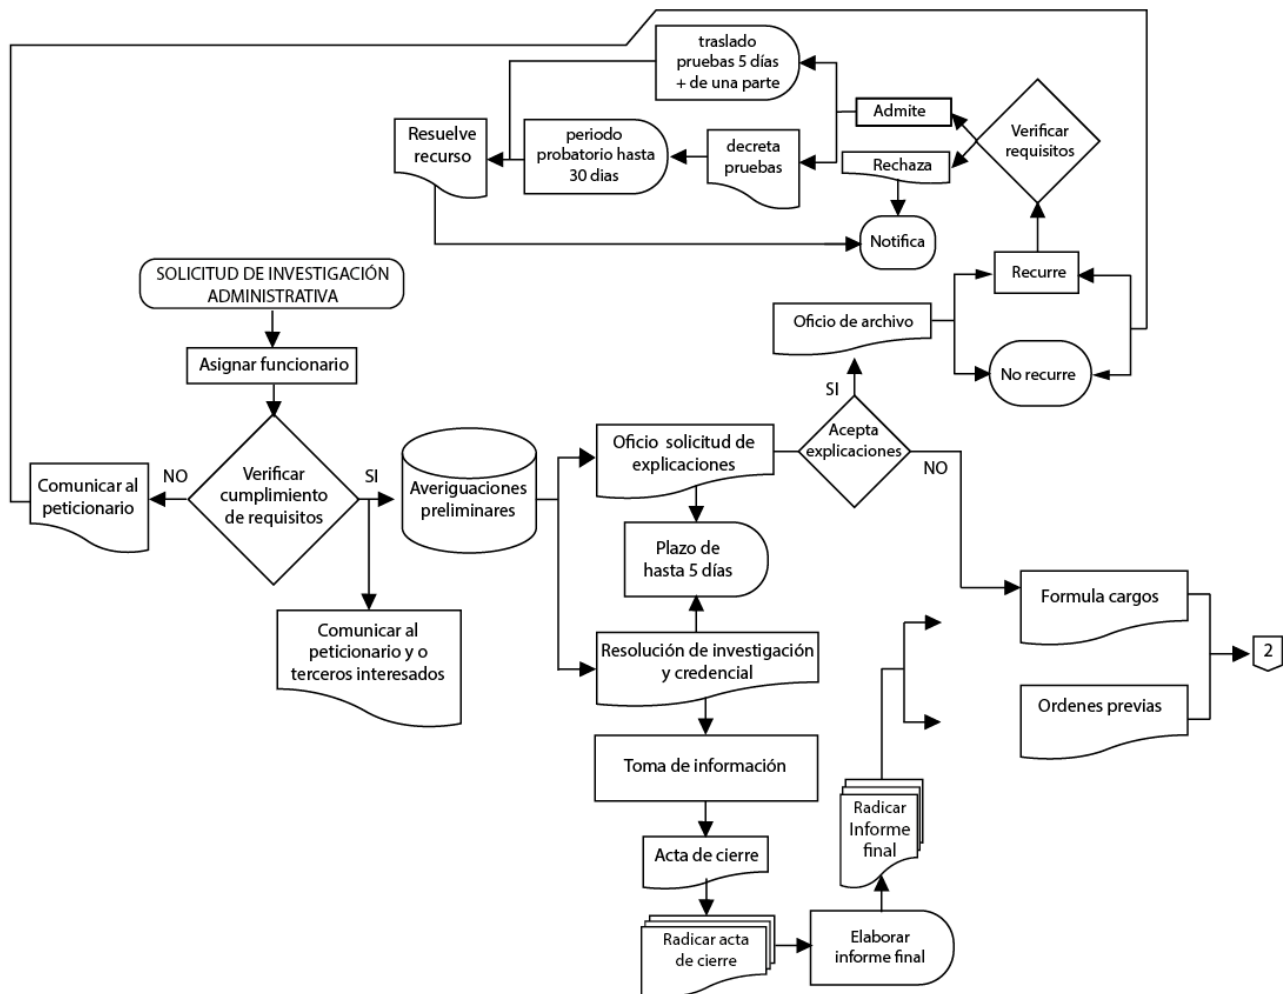 traslado
pruebas 5 días
+ de una parte
Admite
Verificar
requisitos
Resuelve
recurso
periodo
probatorio hasta
30 dias
decreta
pruebas
Rechaza
Notifica
Recurre
SOLICITUD DE INVESTIGACIÓN
ADMINISTRATIVA
Oficio de archivo
Asignar funcionario
No recurre
SI
Acepta
explicaciones
NO
Oficio solicitud de
explicaciones
Comunicar al
peticionario
NO
Verificar
cumplimiento
de requisitos
SI
Averiguaciones
preliminares
Plazo de
hasta 5 días
Formula cargos
Comunicar al
peticionario y o
terceros interesados
Resolución de investigación
y credencial
2
Ordenes previas
Toma de información
Radicar
Informe
final
Acta de cierre
Radicar acta
de cierre
Elaborar
informe final